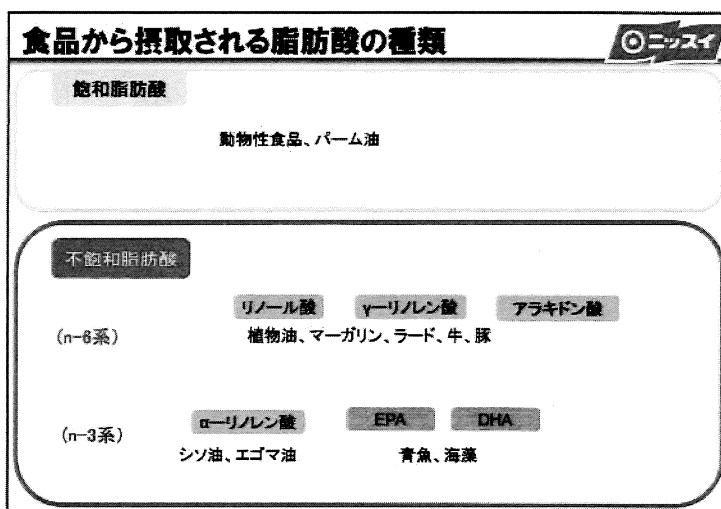 食品から摂取される脂肪酸の種類
ニッスイ
飽和脂肪酸
動物性食品、パーム油
不飽和脂肪酸
リノール酸 γーリノレン酸 アラキドン酸
(n-6系)
植物油、マーガリン、ラード、牛、豚
αーリノレン酸 EPA DHA
(n-3系)
シソ油、エゴマ油 青魚、海藻